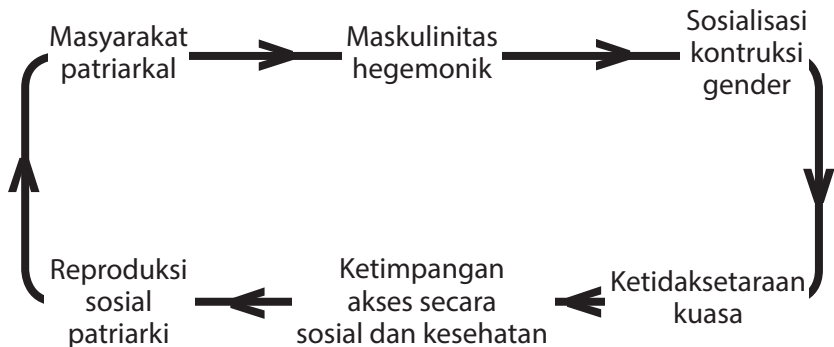 Masyarakat
patriarkal
Maskulinitas
hegemonik
Sosialisasi
kontruksi
gender
Ketidaksetaraan
kuasa
Ketimpangan
akses secara
sosial dan kesehatan
Reproduksi
sosial
patriarki